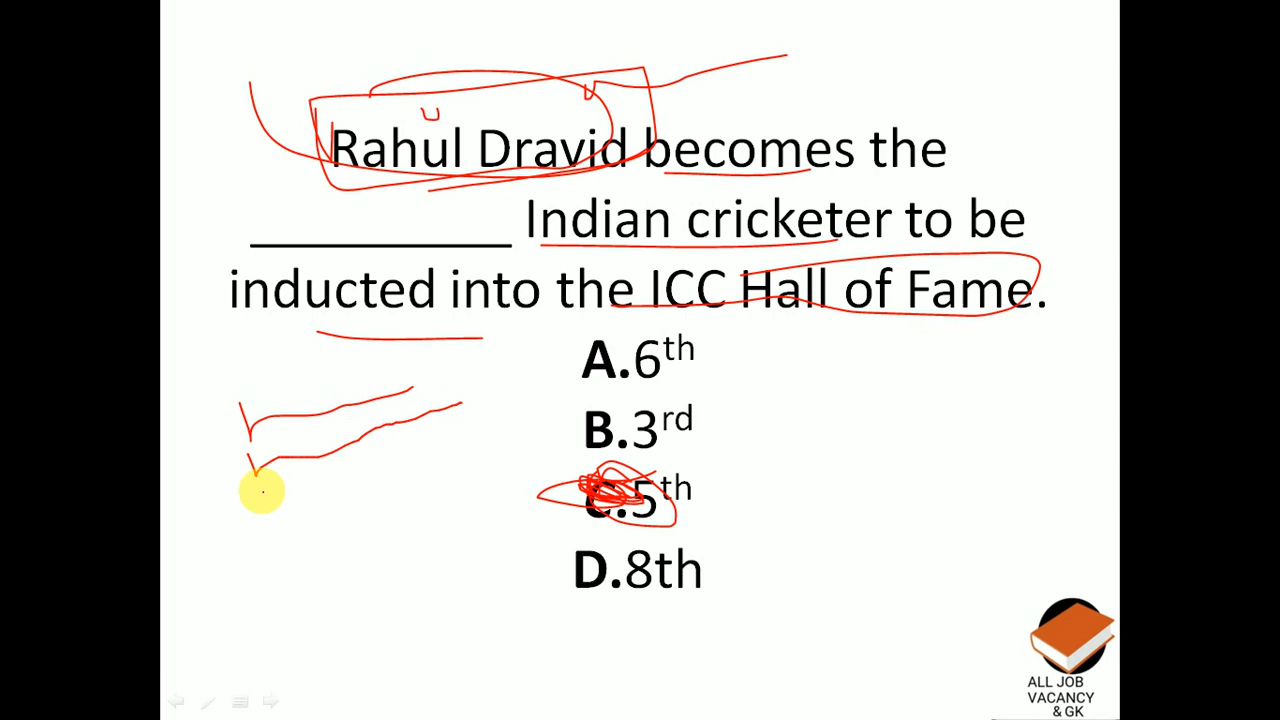 Rahul Dravid becomes the
__________ Indian cricketer to be
inducted into the ICC Hall of Fame.
A.6th
B.3rd
C.5th
D.8th
ALL JOB
VACANCY
& GK